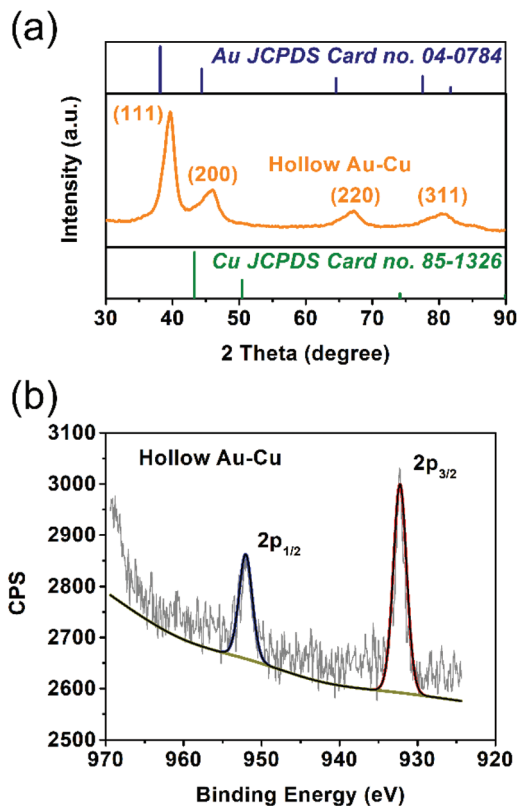 (a)
Au JCPDS Card no. 04-0784
(111)
(200)
Hollow Au-Cu
(220)
(311)
Intensity (a.u.)
Cu JCPDS Card no. 85-1326
30 40 50 60 70 80 90
2 Theta (degree)
(b)
3100
Hollow Au-Cu
2p3/2
3000
2900
2p1/2
2800
CPS
2700
2600
2500
970 960 950 940 930 920
Binding Energy (eV)